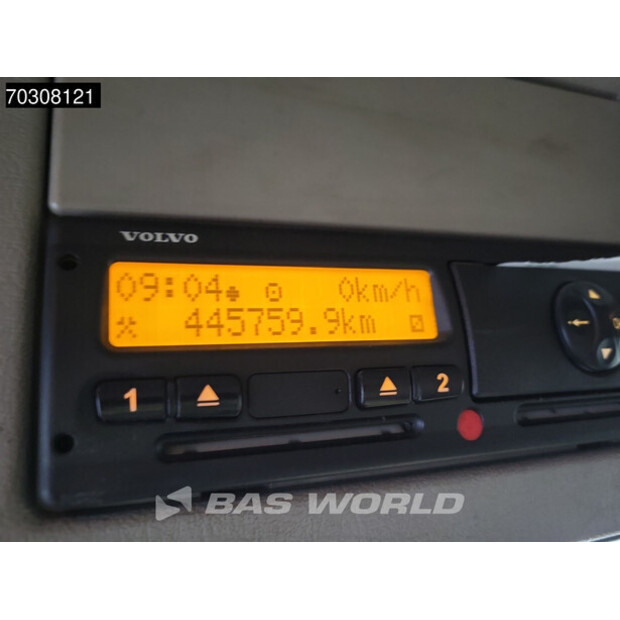 70308121
VOLVO
09:04 0km/h
445759.9km
1 2
BAS WORLD